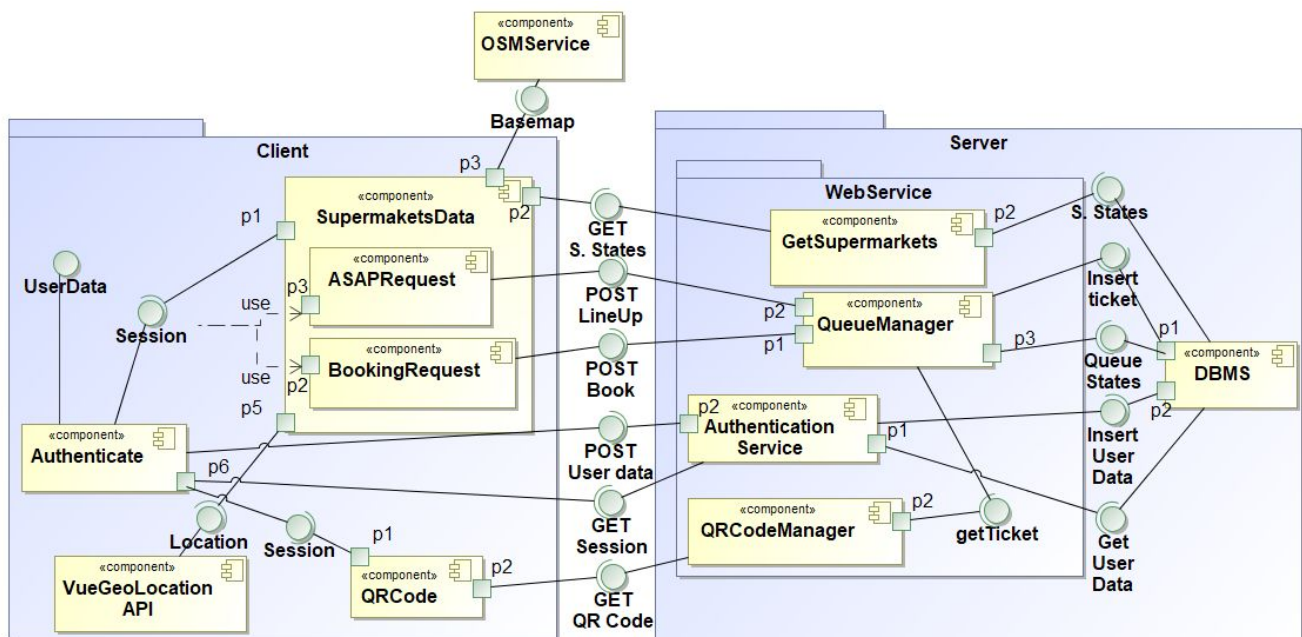 «component»
OSMService
Basemap
Client
Server
p3
«component»
SupermaketsData
p2
p1
GET
S. States
WebService
«component»
GetSupermarkets
p2
S. States
UserData
Session
use
use
«component»
ASAPRequest
p3
POST
LineUp
p2
«component»
QueueManager
p1
p3
Insert
ticket
«component»
BookingRequest
p2
POST
Book
Queue
States
p1
«component»
DBMS
p2
p5
«component»
Authenticate
p6
POST
User data
p2
«component»
Authentication
Service
p1
Insert
User
Data
Location
Session
GET
Session
«component»
QRCodeManager
p2
getTicket
Get
User
Data
«component»
VueGeoLocation
API
p1
«component»
QRCode
p2
GET
QR Code